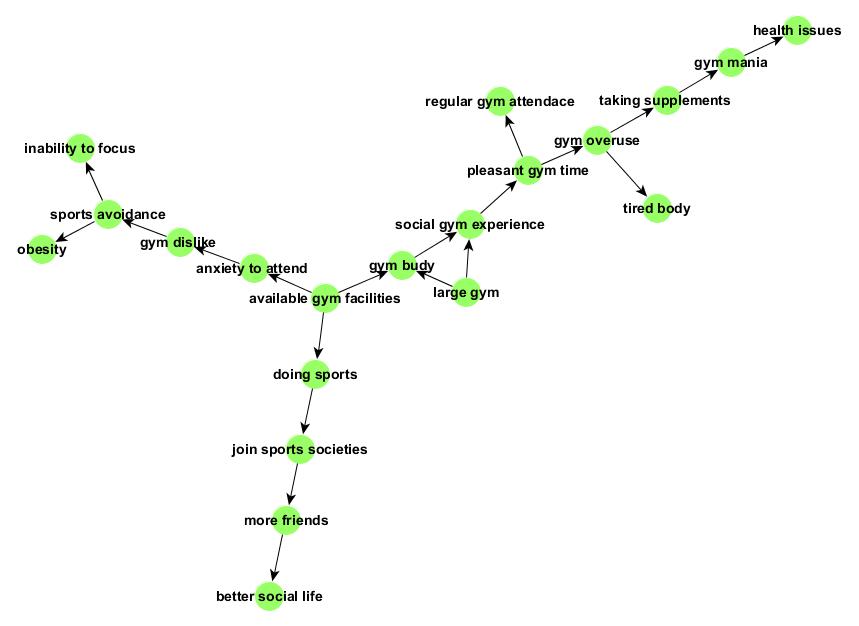 health issues
gym mania
regular gym attendace
taking supplements
gym overuse
inability to focus
pleasant gym time
tired body
sports avoidance
social gym experience
obesity
gym dislike
anxiety to attend
gym budy
available gym facilities
large gym
doing sports
join sports societies
more friends
better social life